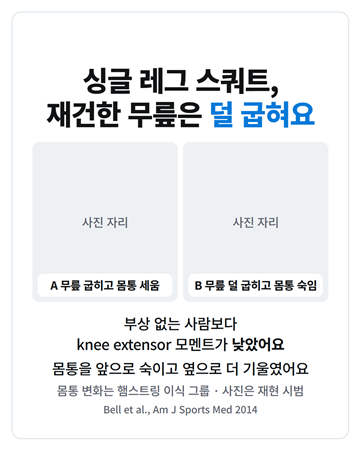 싱글 레그 스쿼트,
재건한 무릎은 덜 굽혀요
사진 자리
사진 자리
A 무릎 굽히고 몸통 세움
B 무릎 덜 굽히고 몸통 숙임
부상 없는 사람보다
knee extensor 모멘트가 낮았어요
몸통을 앞으로 숙이고 옆으로 더 기울였어요
몸통 변화는 햄스트링 이식 그룹 · 사진은 재현 시범
Bell et al., Am J Sports Med 2014